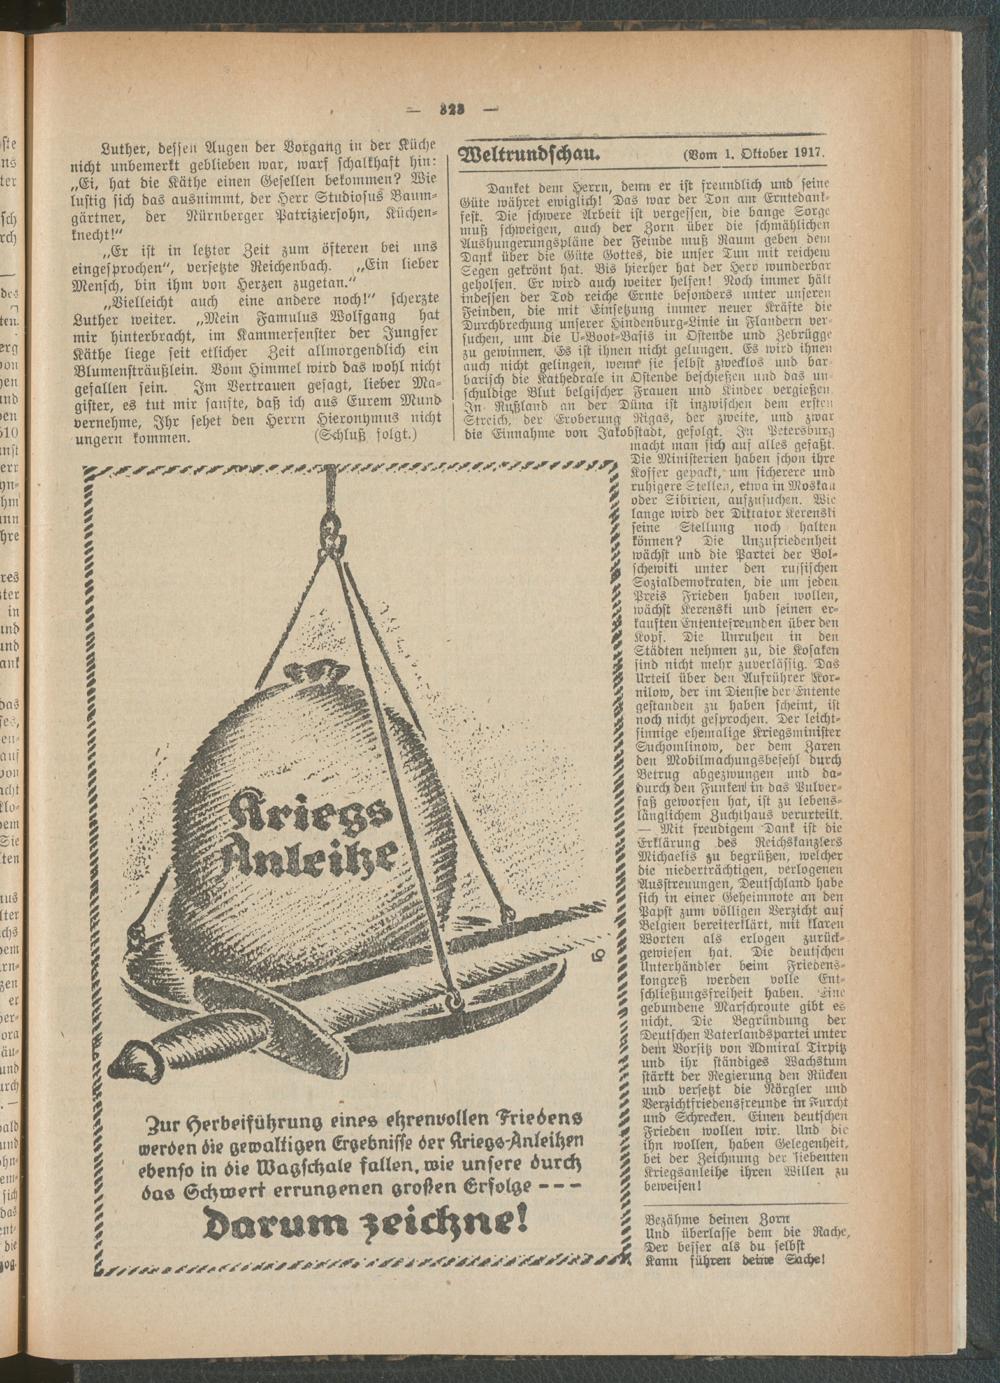 — 323 —
Luther, dessen Augen der Vorgang in der Küche
nicht unbemerkt geblieben war, warf schalkhaft hin:
„Ei, hat die Käthe einen Gesellen bekommen? Wie
lustig sich das ausnimmt, der Herr Studiosus Baum-
gärtner, der Nürnberger Patriziersohn, Küchen-
knecht!“
„Er ist in letzter Zeit zum öfteren bei uns
eingesprochen“, versetzte Reichenbach. „Ein lieber
Mensch, bin ihm von Herzen zugetan.“
„Vielleicht auch eine andere noch!“ scherzte
Luther weiter. „Mein Famulus Wolfgang hat
mir hinterbracht, im Kammerfenster der Jungfer
Käthe liege seit etlicher Zeit allmorgendlich ein
Blumensträußlein. Vom Himmel wird das wohl nicht
gefallen sein. Im Vertrauen gesagt, lieber Ma-
gister, es tut mir sanfte, daß ich aus Eurem Mund
vernehme, Ihr sehet den Herrn Hieronymus nicht
ungern kommen. (Schluß folgt.)
Weltrundschau. (Vom 1. Oktober 1917.
Danket dem Herrn, denn er ist freundlich und seine
Güte währet ewiglich! Das war der Ton am Erntedank-
fest. Die schwere Arbeit ist vergessen, die bange Sorge
muß schweigen, auch der Zorn über die schmählichen
Aushungerungspläne der Feinde muß Raum geben dem
Dank über die Güte Gottes, die unser Tun mit reichem
Segen gekrönt hat. Bis hierher hat der Herr wunderbar
geholfen. Er wird auch weiter helfen! Noch immer hält
indessen der Tod reiche Ernte besonders unter unseren
Feinden, die mit Einsetzung immer neuer Kräfte die
Durchbrechung unserer Hindenburg-Linie in Flandern ver-
suchen, um die U-Boot-Basis in Ostende und Zebrügge
zu gewinnen. Es ist ihnen nicht gelungen. Es wird ihnen
auch nicht gelingen, wenn sie selbst zwecklos und bar-
barisch die Kathedrale in Ostende beschießen und das un-
schuldige Blut belgischer Frauen und Kinder vergießen.
In Rußland an der Düna ist inzwischen dem ersten
Streich, der Eroberung Rigas, der zweite, und zwar
die Einnahme von Jakobstadt, gefolgt. In Petersburg
macht man sich auf alles gefaßt.
Die Ministerien haben schon ihre
Koffer gepackt, um sicherere und
ruhigere Stellen, etwa in Moskau
oder Sibirien, aufzusuchen. Wie
lange wird der Diktator Kerenski
seine Stellung noch halten
können? Die Unzufriedenheit
wächst und die Partei der Bol-
schewiki unter den russischen
Sozialdemokraten, die um jeden
Preis Frieden haben wollen,
wächst Kerenski und seinen er-
kauften Ententefreunden über den
Kopf. Die Unruhen in den
Städten nehmen zu, die Kosaken
sind nicht mehr zuverlässig. Das
Urteil über den Aufrührer Kor-
nilow, der im Dienste der Entente
gestanden zu haben scheint, ist
noch nicht gesprochen. Der leicht-
sinnige ehemalige Kriegsminister
Suchomlinow, der dem Zaren
den Mobilmachungsbefehl durch
Betrug abgezwungen und da-
durch den Funken in das Pulver-
faß geworfen hat, ist zu lebens-
länglichem Zuchthaus verurteilt.
— Mit freudigem Dank ist die
Erklärung des Reichskanzlers
Michaelis zu begrüßen, welcher
die niederträchtigen, verlogenen
Ausstreuungen, Deutschland habe
sich in einer Geheimnote an den
Papst zum völligen Verzicht auf
Belgien bereiterklärt, mit klaren
Worten als erlogen zurück-
gewiesen hat. Die deutschen
Unterhändler beim Friedens-
kongreß werden volle Ent-
schließungsfreiheit haben. Eine
gebundene Marschroute gibt es
nicht. Die Begründung der
Deutschen Vaterlandspartei unter
dem Vorsitz von Admiral Tirpitz
und ihr ständiges Wachstum
stärkt der Regierung den Rücken
und versetzt die Nörgler und
Verzichtfriedensfreunde in Furcht
und Schrecken. Einen deutschen
Frieden wollen wir. Und die
ihn wollen, haben Gelegenheit,
bei der Zeichnung der siebenten
Kriegsanleihe ihren Willen zu
beweisen!
Bezähme deinen Zorn
Und überlasse dem die Rache,
Der besser als du selbst
Kann führen deine Sache!
Kriegs
Anleihe
Zur Herbeiführung eines ehrenvollen Friedens
werden die gewaltigen Ergebnisse der Kriegs-Anleihen
ebenso in die Wagschale fallen, wie unsere durch
das Schwert errungenen großen Erfolge – – –
Darum zeichne!